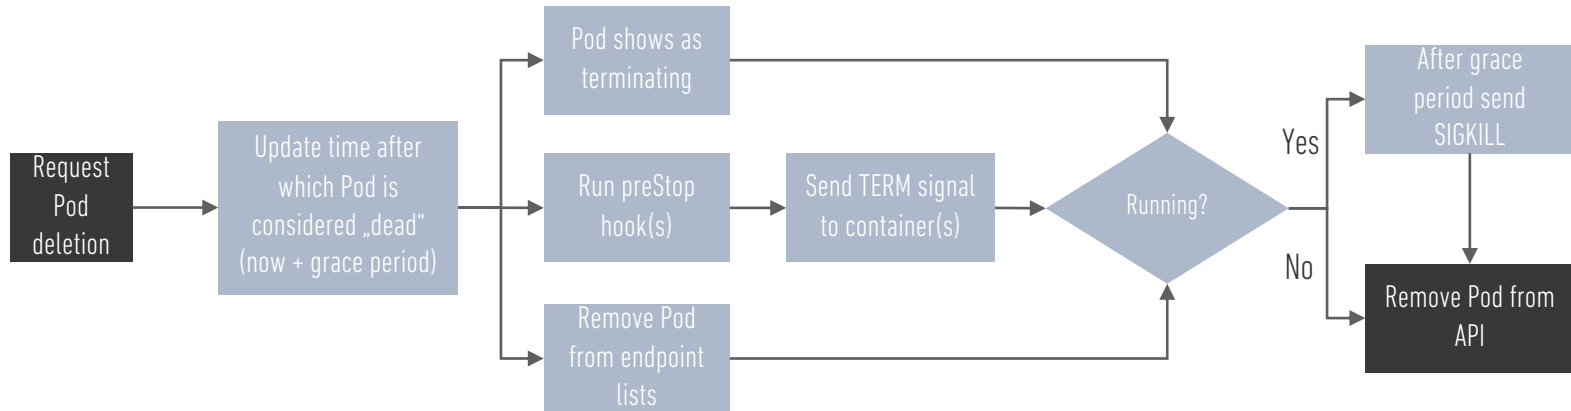 Request
Pod
deletion
Update time after
which Pod is
considered „dead“
(now + grace period)
Pod shows as
terminating
Run preStop
hook(s)
Remove Pod
from endpoint
lists
Send TERM signal
to container(s)
Running?
Yes
No
After grace
period send
SIGKILL
Remove Pod from
API